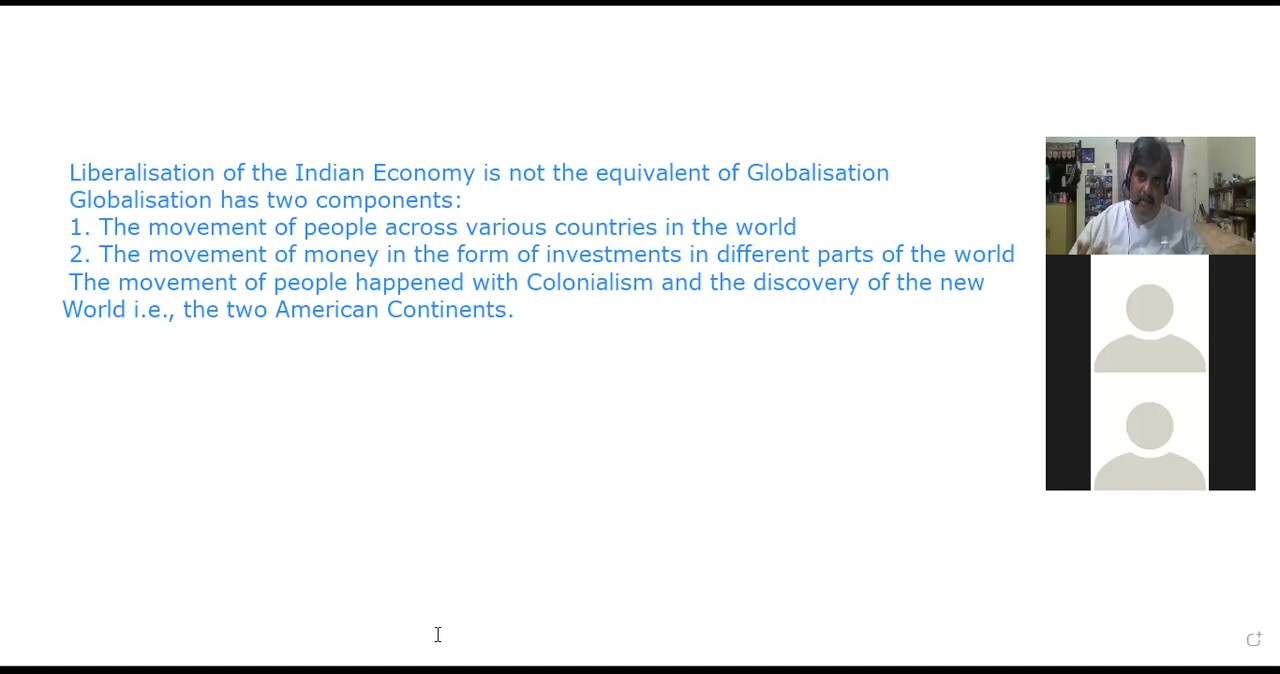 Liberalisation of the Indian Economy is not the equivalent of Globalisation
Globalisation has two components:
1. The movement of people across various countries in the world
2. The movement of money in the form of investments in different parts of the world
The movement of people happened with Colonialism and the discovery of the new
World i.e., the two American Continents.